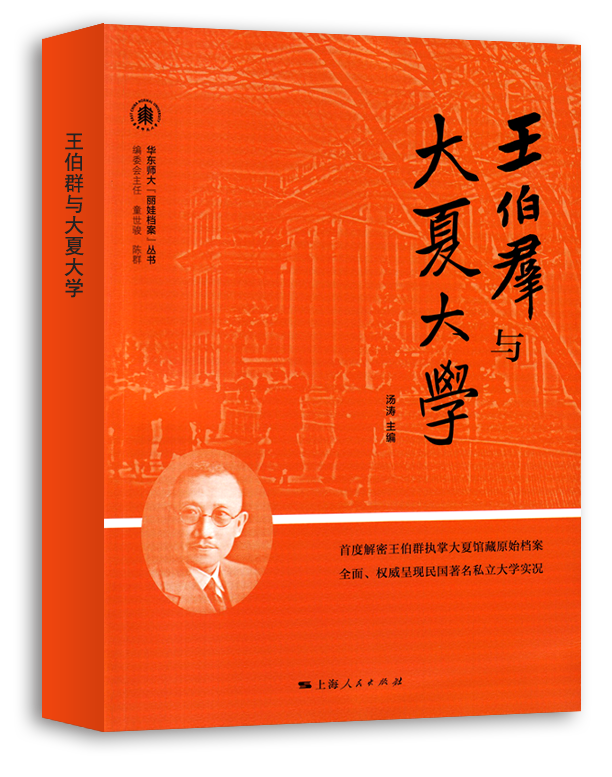 王伯群与大夏大学
王伯羣与
大夏大學
汤涛 主编
华东师大「丽娃档案」丛书
编委会主任 童世骏 陈群
首度解密王伯群执掌大夏馆藏原始档案
全面、权威呈现民国著名私立大学实况
上海人民出版社